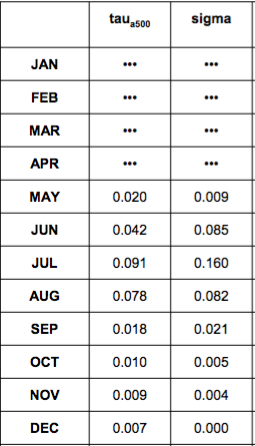 tau a500 sigma
JAN ••• •••
FEB ••• •••
MAR ••• •••
APR ••• •••
MAY 0.020 0.009
JUN 0.042 0.085
JUL 0.091 0.160
AUG 0.078 0.082
SEP 0.018 0.021
OCT 0.010 0.005
NOV 0.009 0.004
DEC 0.007 0.000